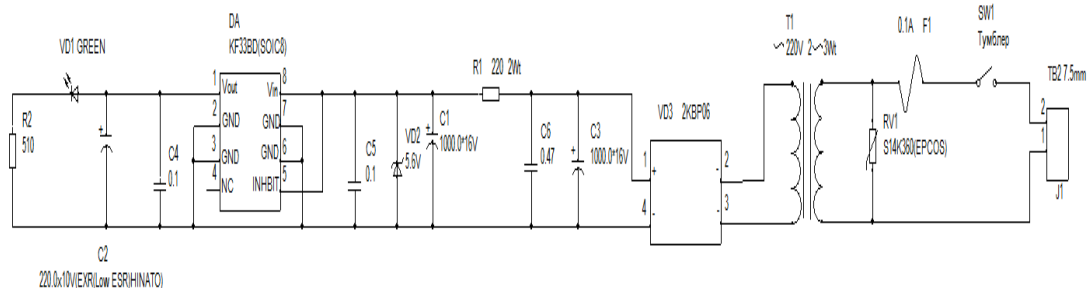 DA
KF33BD(SOIC8)
VD1 GREEN
R2
510
1
2
3
4
Vout
GND
GND
NC
8
7
6
5
Vin
GND
GND
INHBIT
C4
0.1
C2
220.0x10V(EXR(Low ESR)HINATO)
C5
0.1
VD2
5.6V
C1
1000.0*16V
R1 220 2Wt
C6
0.47
C3
1000.0*16V
VD3 2KBP06
1
+
2
-
4
-
3
-
T1
~220V 2~3Wt
0.1A F1
SW1
Тумблер
RV1
S14K360(EPCOS)
TB2 7.5mm
2
1
J1